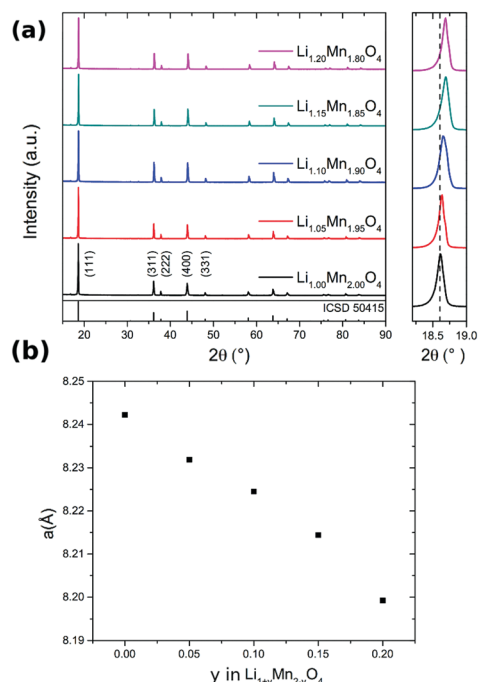 (a)
Intensity (a.u.)
Li1.20Mn1.80O4
Li1.15Mn1.85O4
Li1.10Mn1.90O4
Li1.05Mn1.95O4
(111) (311) (222) (400) (331)
Li1.00Mn2.00O4
ICSD 50415
20 30 40 50 60 70 80 90
2θ (°)
18.5 19.0
2θ (°)
(b)
8.25
8.24
8.23
8.22
8.21
8.20
8.19
a(Å)
0.00 0.05 0.10 0.15 0.20
y in Li1+yMn2-yO4